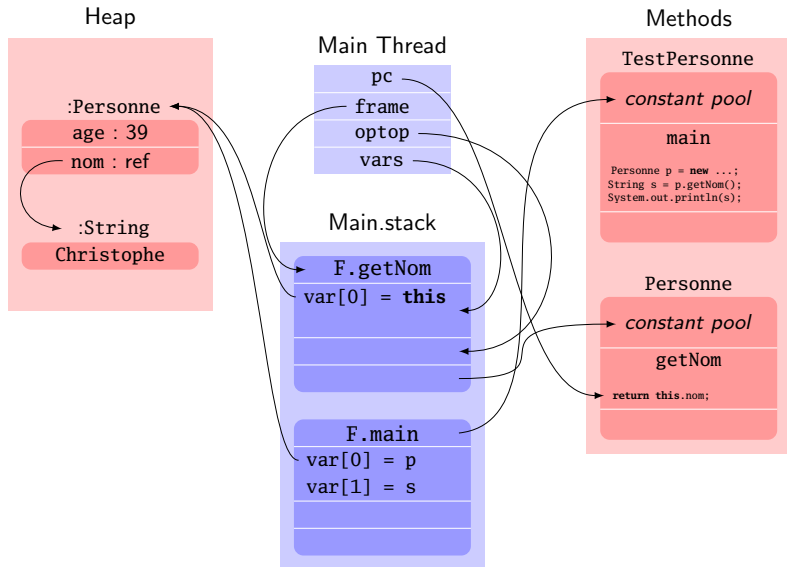 Heap
:Personne
age : 39
nom : ref
:String
Christophe
Main Thread
pc
frame
optop
vars
Main.stack
F.getNom
var[0] = this
F.main
var[0] = p
var[1] = s
Methods
TestPersonne
constant pool
main
Personne p = new ...;
String s = p.getNom();
System.out.println(s);
Personne
constant pool
getNom
return this.nom;